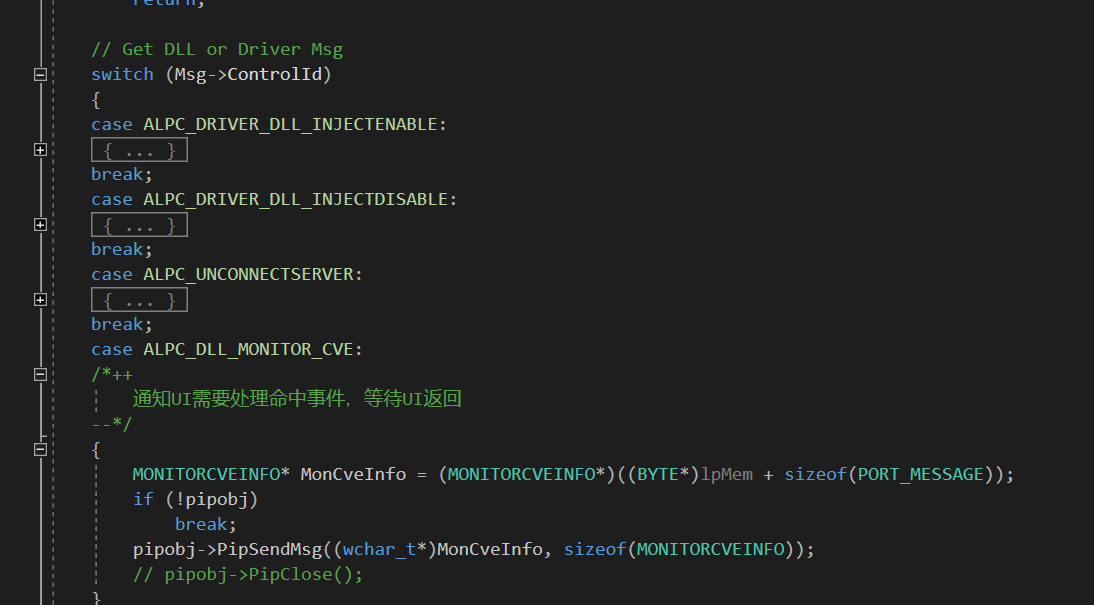 return;
// Get DLL or Driver Msg
switch (Msg->ControlId)
{
case ALPC_DRIVER_DLL_INJECTENABLE:
{ ... }
break;
case ALPC_DRIVER_DLL_INJECTDISABLE:
{ ... }
break;
case ALPC_UNCONNECTSERVER:
{ ... }
break;
case ALPC_DLL_MONITOR_CVE:
/*++
通知UI需要处理命中事件, 等待UI返回
--*/
{
MONITORCVEINFO* MonCveInfo = (MONITORCVEINFO*)((BYTE*)lpMem + sizeof(PORT_MESSAGE));
if (!pipobj)
break;
pipobj->PipSendMsg((wchar_t*)MonCveInfo, sizeof(MONITORCVEINFO));
// pipobj->PipClose();
}